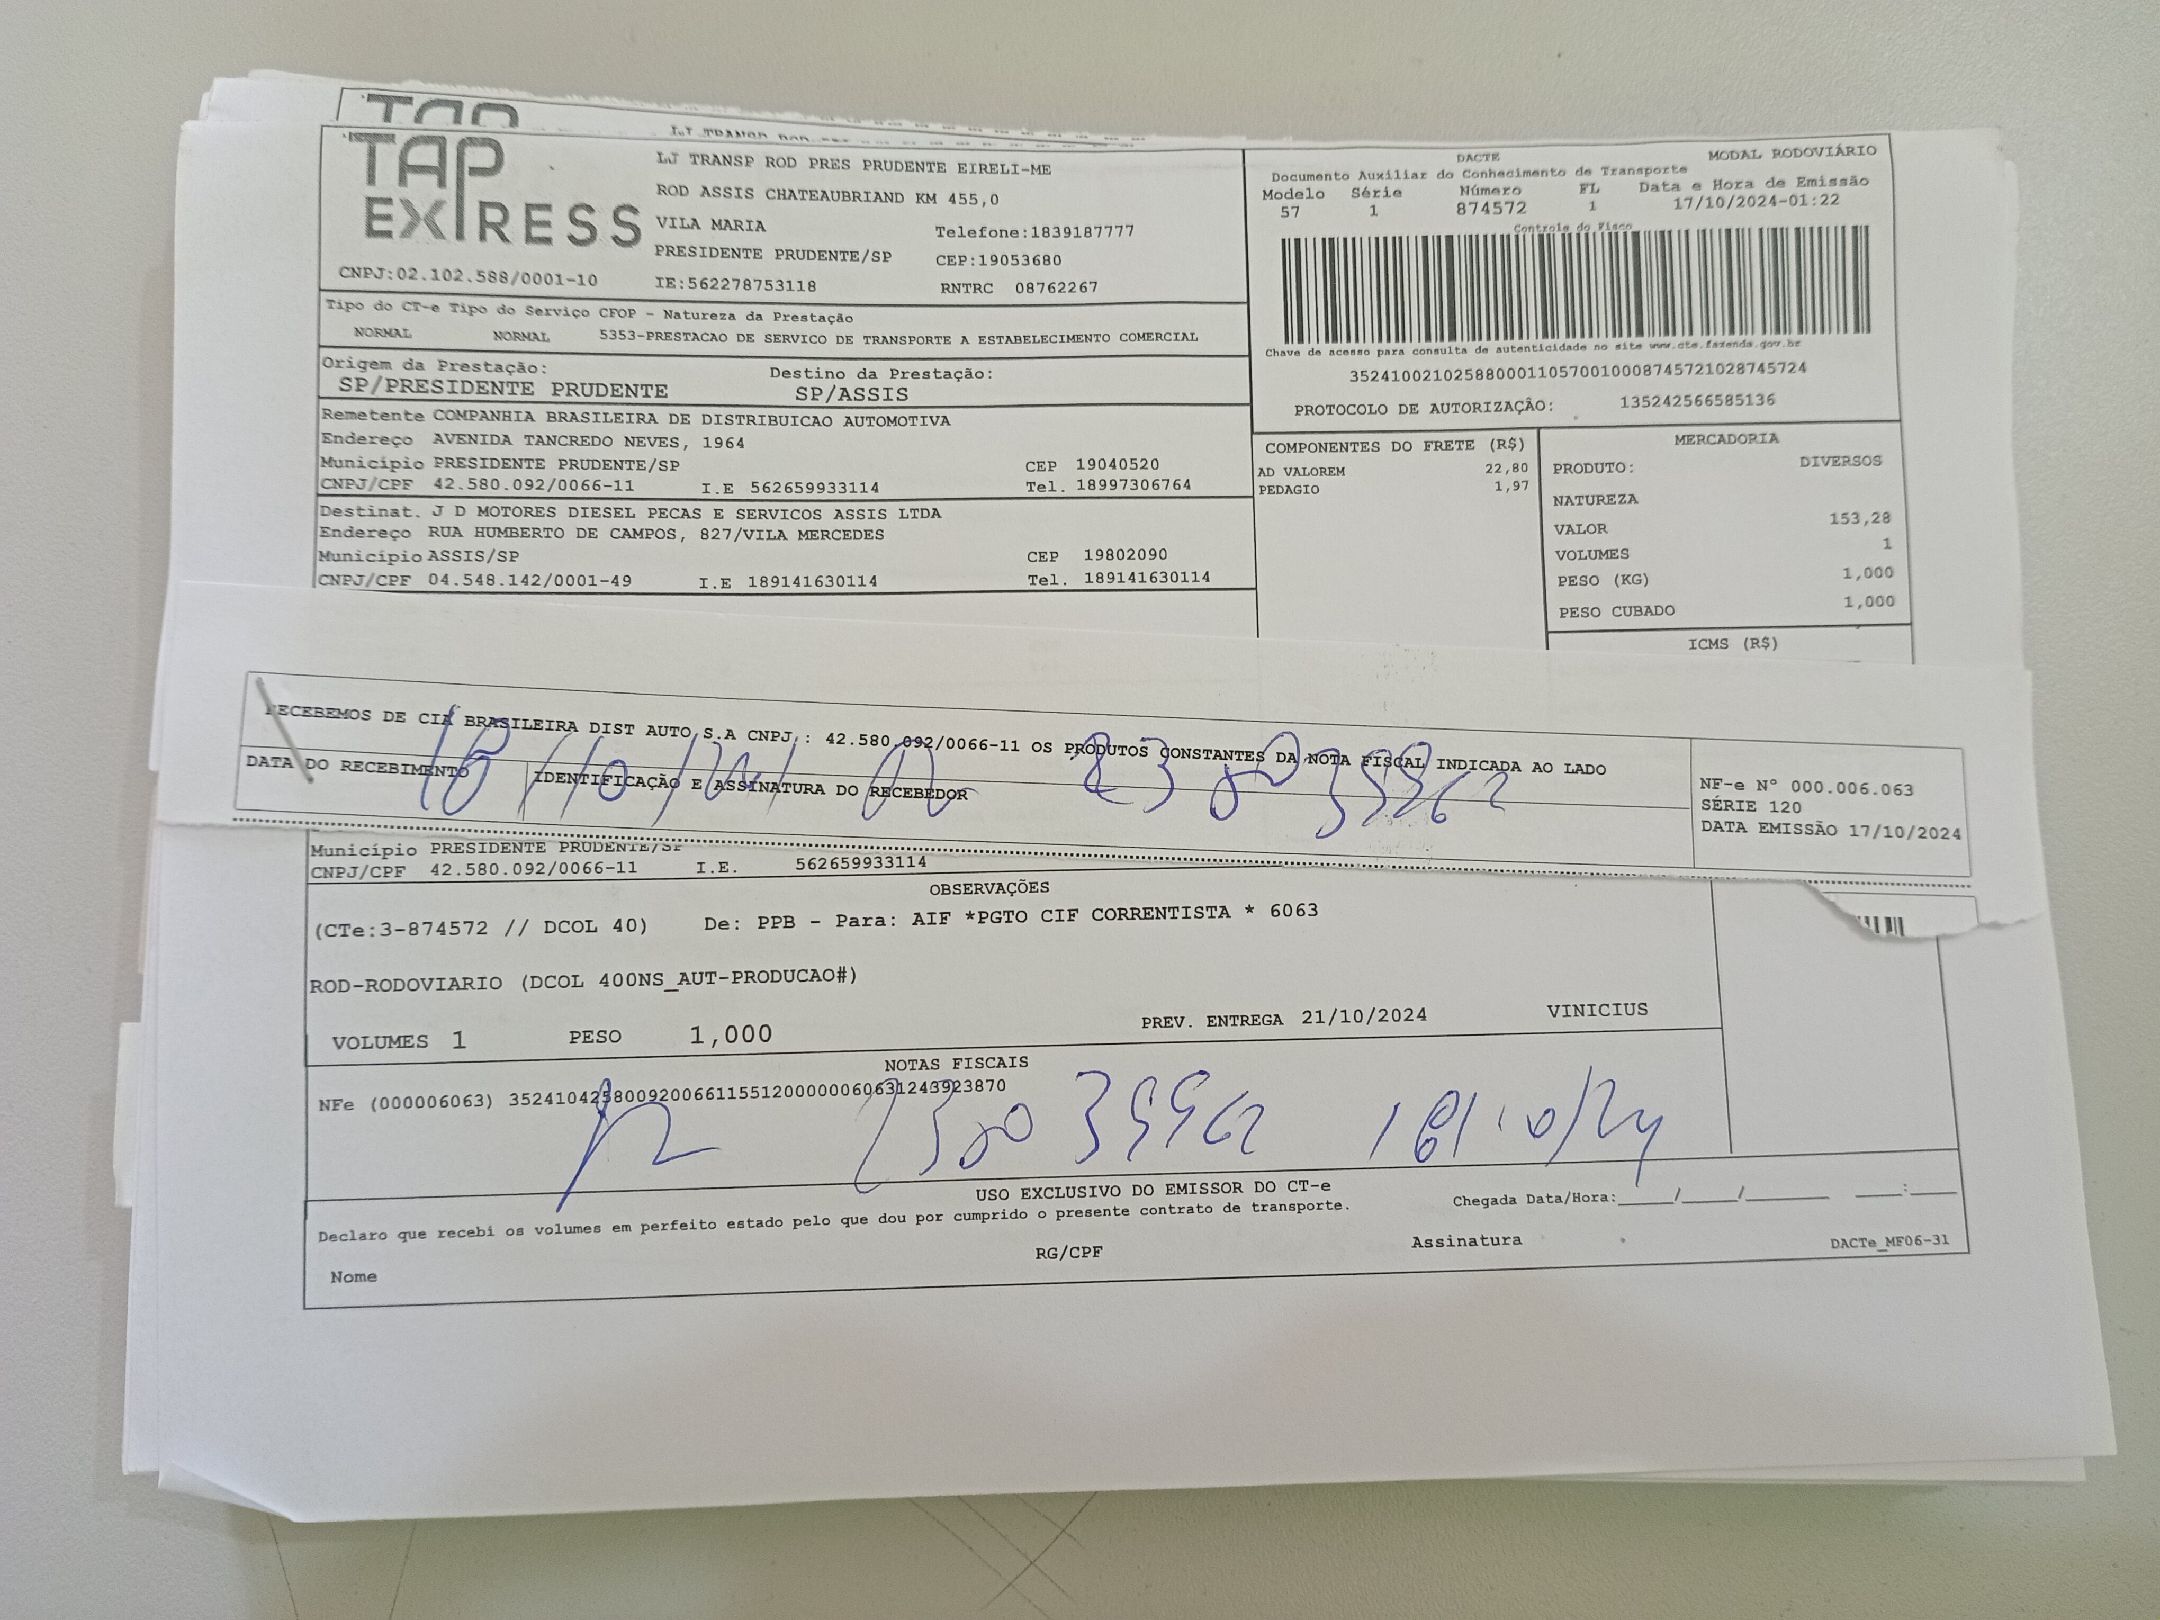 TAP
TAP
EXPRESS
CNPJ:02.102.588/0001-10
LJ TRANSP ROD PRES PRUDENTE EIRELI-ME
ROD ASSIS CHATEAUBRIAND KM 455,0
VILA MARIA Telefone:1839187777
PRESIDENTE PRUDENTE/SP CEP:19053680
IE:562278753118 RNTRC 08762267
DACTE MODAL RODOVIÁRIO
Documento Auxiliar do Conhecimento de Transporte
Modelo Série Número FL Data e Hora de Emissão
57 1 874572 1 17/10/2024-01:22
Controle do Fisco
Chave de acesso para consulta de autenticidade no site www.cte.fazenda.gov.br
35241002102588000110570010008745721028745724
PROTOCOLO DE AUTORIZAÇÃO: 135242566585136
Tipo do CT-e Tipo do Serviço CFOP - Natureza da Prestação
NORMAL NORMAL 5353-PRESTACAO DE SERVICO DE TRANSPORTE A ESTABELECIMENTO COMERCIAL
Origem da Prestação: Destino da Prestação:
SP/PRESIDENTE PRUDENTE SP/ASSIS
Remetente COMPANHIA BRASILEIRA DE DISTRIBUICAO AUTOMOTIVA
Endereço AVENIDA TANCREDO NEVES, 1964
Município PRESIDENTE PRUDENTE/SP CEP 19040520
CNPJ/CPF 42.580.092/0066-11 I.E 562659933114 Tel. 18997306764
Destinat. J D MOTORES DIESEL PECAS E SERVICOS ASSIS LTDA
Endereço RUA HUMBERTO DE CAMPOS, 827/VILA MERCEDES
Município ASSIS/SP CEP 19802090
CNPJ/CPF 04.548.142/0001-49 I.E 189141630114 Tel. 189141630114
COMPONENTES DO FRETE (R$)
AD VALOREM 22,80
PEDAGIO 1,97
MERCADORIA
PRODUTO: DIVERSOS
NATUREZA
VALOR 153,28
VOLUMES 1
PESO (KG) 1,000
PESO CUBADO 1,000
ICMS (R$)
RECEBEMOS DE CIA BRASILEIRA DIST AUTO S.A CNPJ : 42.580.092/0066-11 OS PRODUTOS CONSTANTES DA NOTA FISCAL INDICADA AO LADO
DATA DO RECEBIMENTO IDENTIFICAÇÃO E ASSINATURA DO RECEBEDOR
NF-e Nº 000.006.063
SÉRIE 120
DATA EMISSÃO 17/10/2024
Município PRESIDENTE PRUDENTE/SP
CNPJ/CPF 42.580.092/0066-11 I.E. 562659933114
OBSERVAÇÕES
(CTe:3-874572 // DCOL 40) De: PPB - Para: AIF *PGTO CIF CORRENTISTA * 6063
ROD-RODOVIARIO (DCOL 400NS_AUT-PRODUCAO#)
VOLUMES 1 PESO 1,000 PREV. ENTREGA 21/10/2024 VINICIUS
NOTAS FISCAIS
NFe (000006063) 35241042580092006611551200000060631243923870
18/10/24
USO EXCLUSIVO DO EMISSOR DO CT-e
Declaro que recebi os volumes em perfeito estado pelo que dou por cumprido o presente contrato de transporte. Chegada Data/Hora:____/____/______ ___:___
Nome RG/CPF Assinatura DACTe_MF06-31